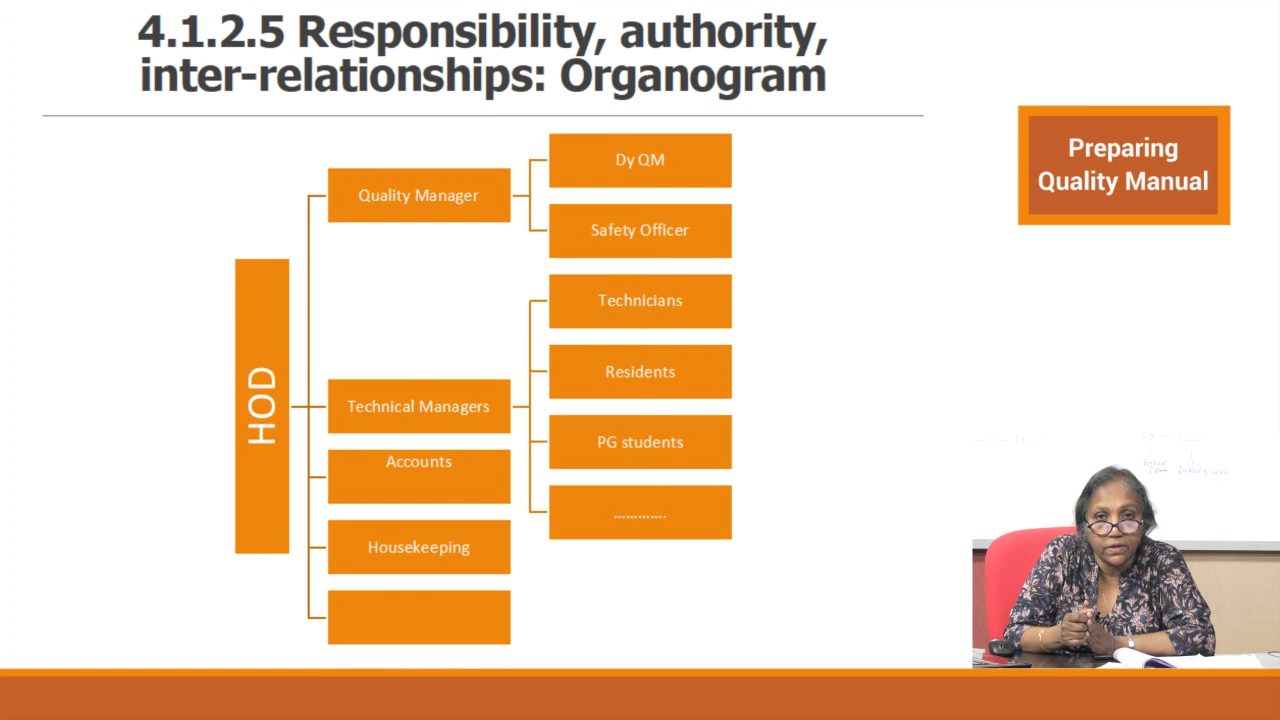 4.1.2.5 Responsibility, authority,
inter-relationships: Organogram
Preparing
Quality Manual
HOD
Quality Manager
Dy QM
Safety Officer
Technical Managers
Technicians
Residents
PG students
………….
Accounts
Housekeeping